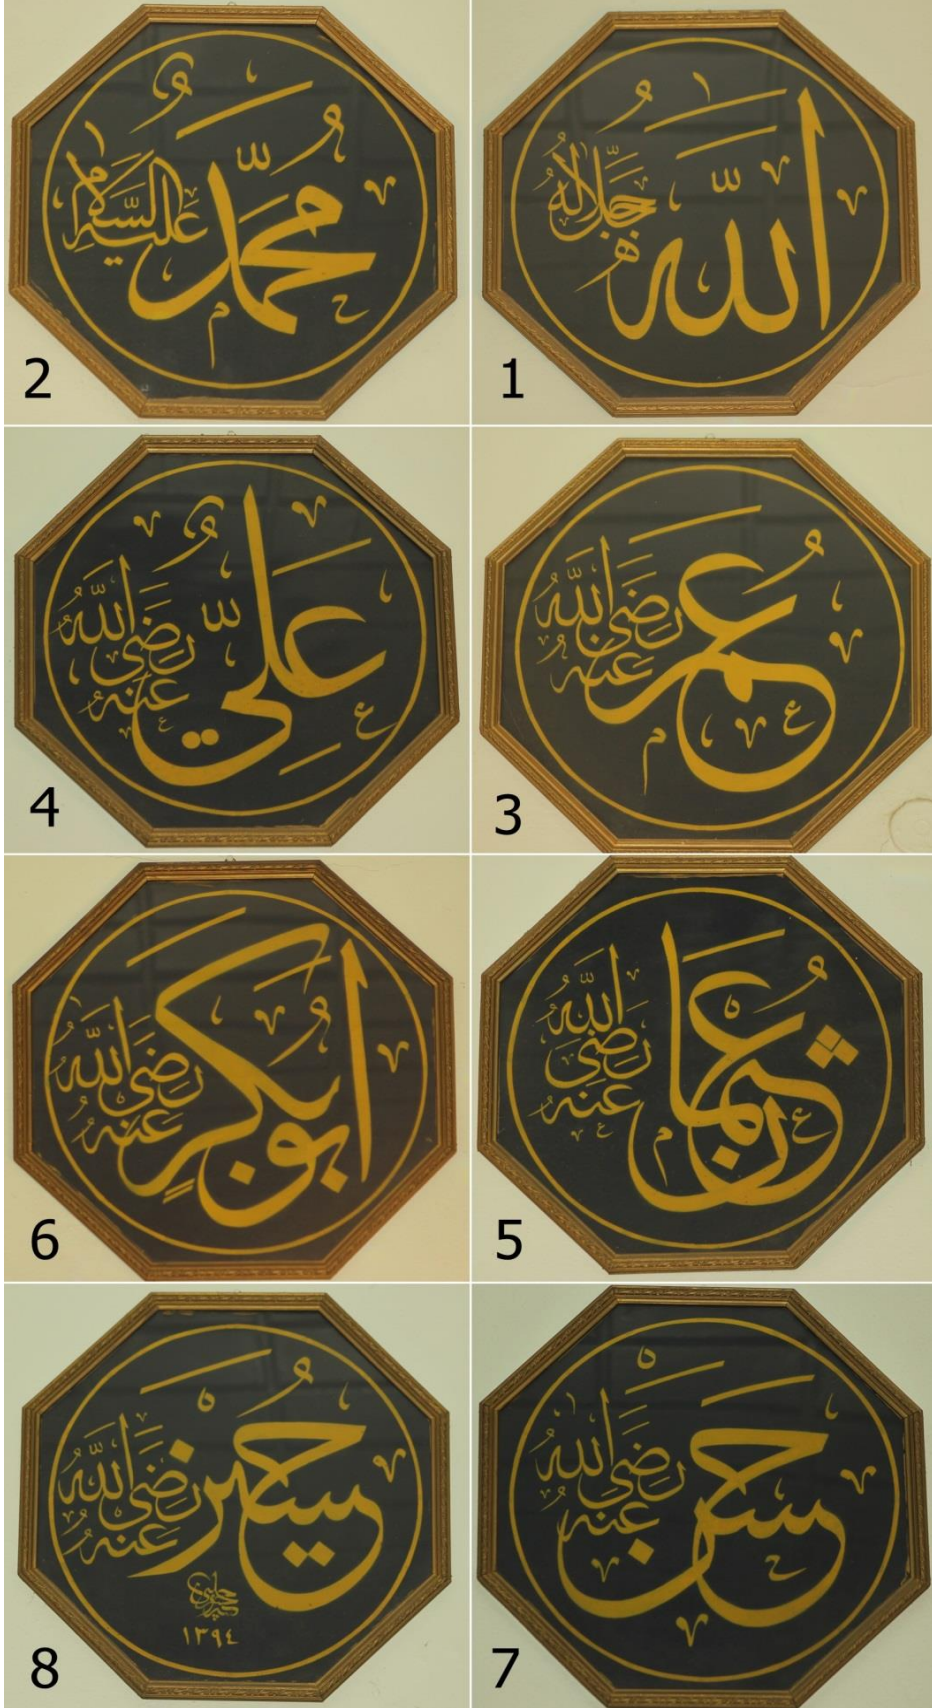 الله جل جلاله
1
محمد عليه السلام
2
عمر رضي الله عنه
3
علي رضي الله عنه
4
عثمان رضي الله عنه
5
ابو بكر رضي الله عنه
6
حسن رضي الله عنه
7
حسين رضي الله عنه
١٣٩٤
8